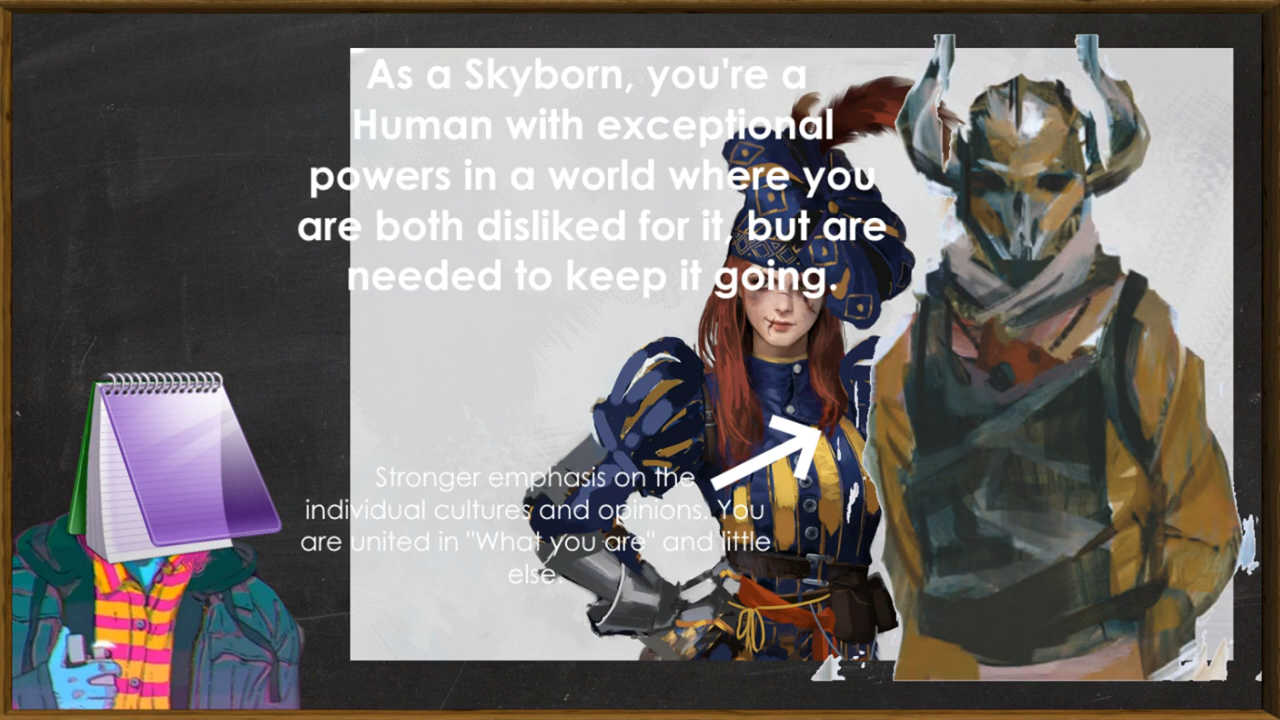 As a Skyborn, you're a
Human with exceptional
powers in a world where you
are both disliked for it, but are
needed to keep it going.
Stronger emphasis on the
individual cultures and opinions. You
are united in "What you are" and little
else.